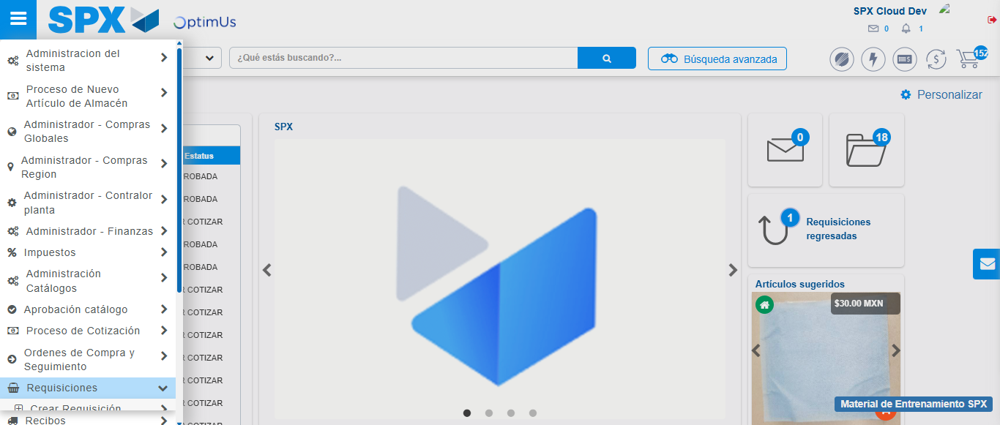 SPX
OptimUs
SPX Cloud Dev
0
1
¿Qué estás buscando?...
Búsqueda avanzada
152
Personalizar
Administracion del
sistema
Proceso de Nuevo
Artículo de Almacén
Administrador - Compras
Globales
Administrador - Compras
Region
Administrador - Contralor
planta
Administrador - Finanzas
Impuestos
Administración
Catálogos
Aprobación catálogo
Proceso de Cotización
Ordenes de Compra y
Seguimiento
Requisiciones
Crear Requisición
Recibos
Estatus
ROBADA
ROBADA
COTIZAR
ROBADA
ROBADA
COTIZAR
COTIZAR
COTIZAR
COTIZAR
COTIZAR
COTIZAR
COTIZAR
SPX
0
18
1
Requisiciones
regresadas
Artículos sugeridos
$30.00 MXN
Material de Entrenamiento SPX